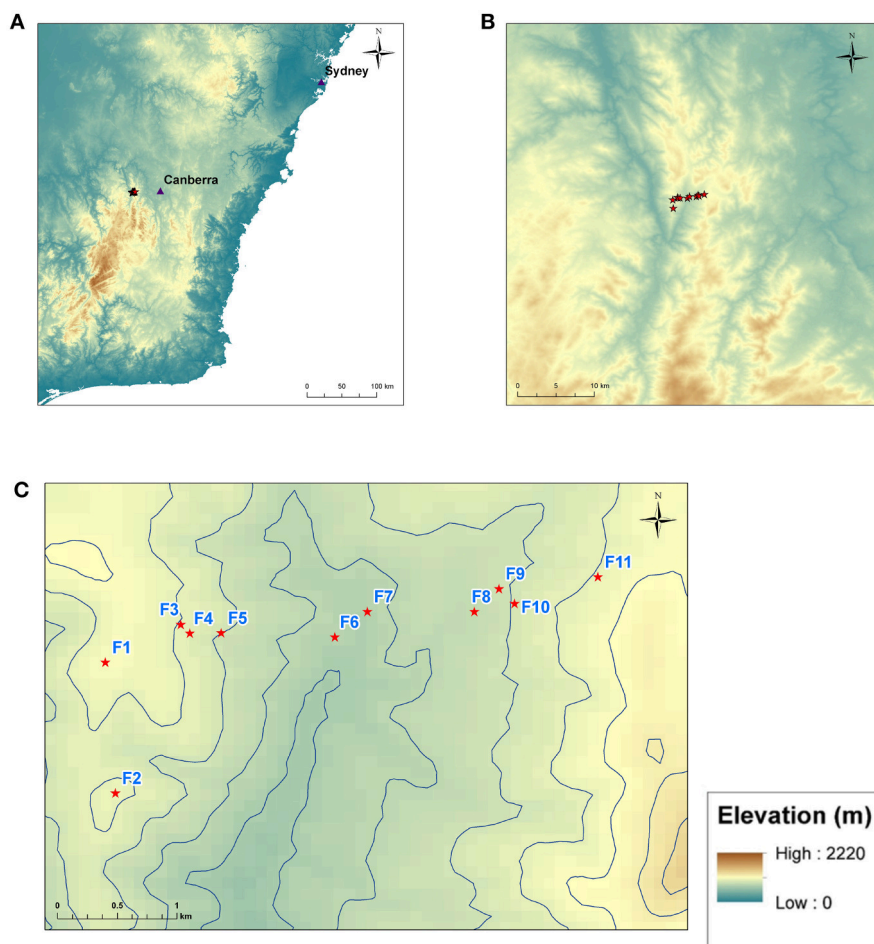 A
N
Sydney
Canberra
0 50 100 km
B
N
0 5 10 km
C
N
F11
F9
F7
F8
F10
F3
F4
F5
F6
F1
F2
0 0.5 1
km
Elevation (m)
High : 2220
Low : 0